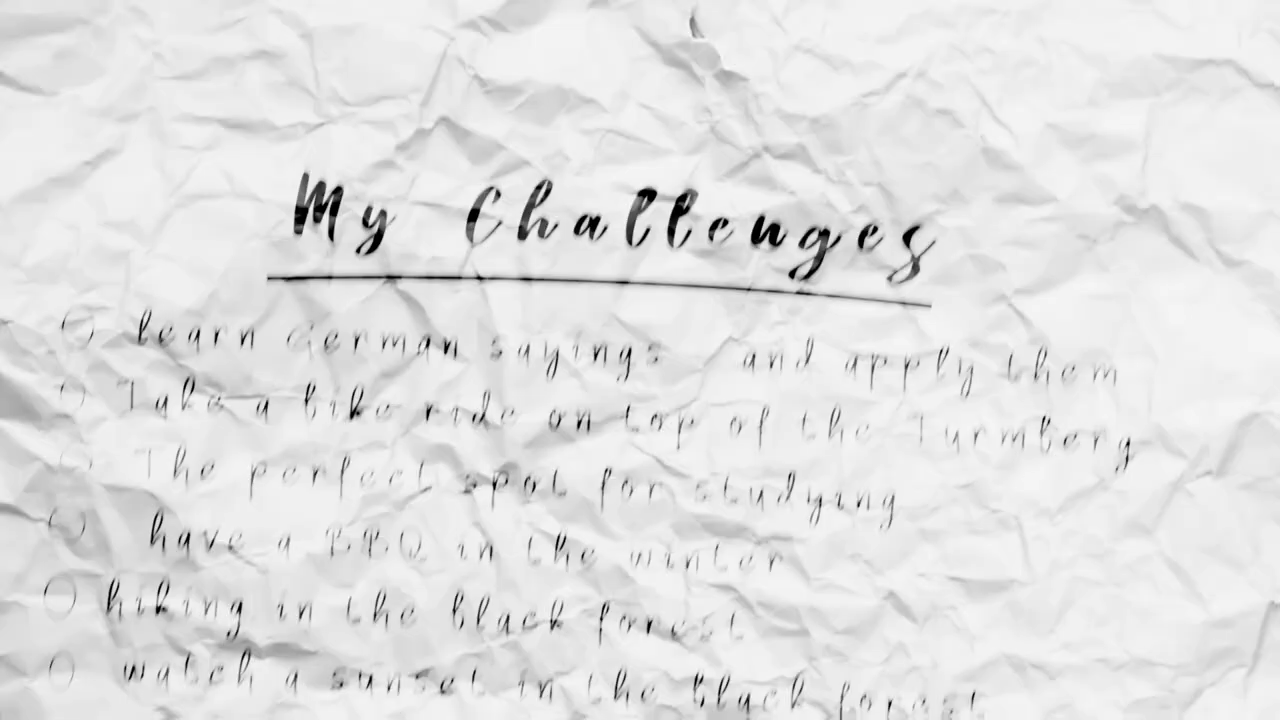 My Challenges
learn German sayings and apply them
Take a bike ride on top of the Turmberg
The perfect spot for studying
have a BBQ in the winter
hiking in the black forest
watch a sunset in the black forest